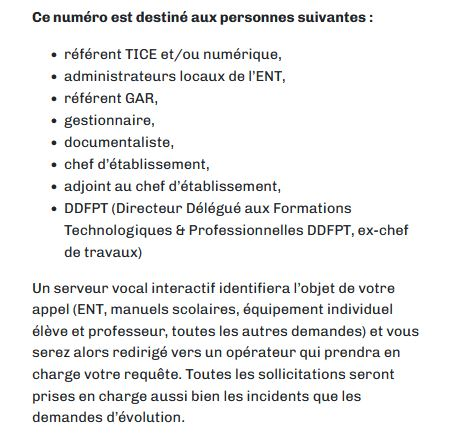 Ce numéro est destiné aux personnes suivantes :
• référent TICE et/ou numérique,
• administrateurs locaux de l’ENT,
• référent GAR,
• gestionnaire,
• documentaliste,
• chef d’établissement,
• adjoint au chef d’établissement,
• DDFPT (Directeur Délégué aux Formations
Technologiques & Professionnelles DDFPT, ex-chef
de travaux)
Un serveur vocal interactif identifiera l’objet de votre
appel (ENT, manuels scolaires, équipement individuel
élève et professeur, toutes les autres demandes) et vous
serez alors redirigé vers un opérateur qui prendra en
charge votre requête. Toutes les sollicitations seront
prises en charge aussi bien les incidents que les
demandes d’évolution.